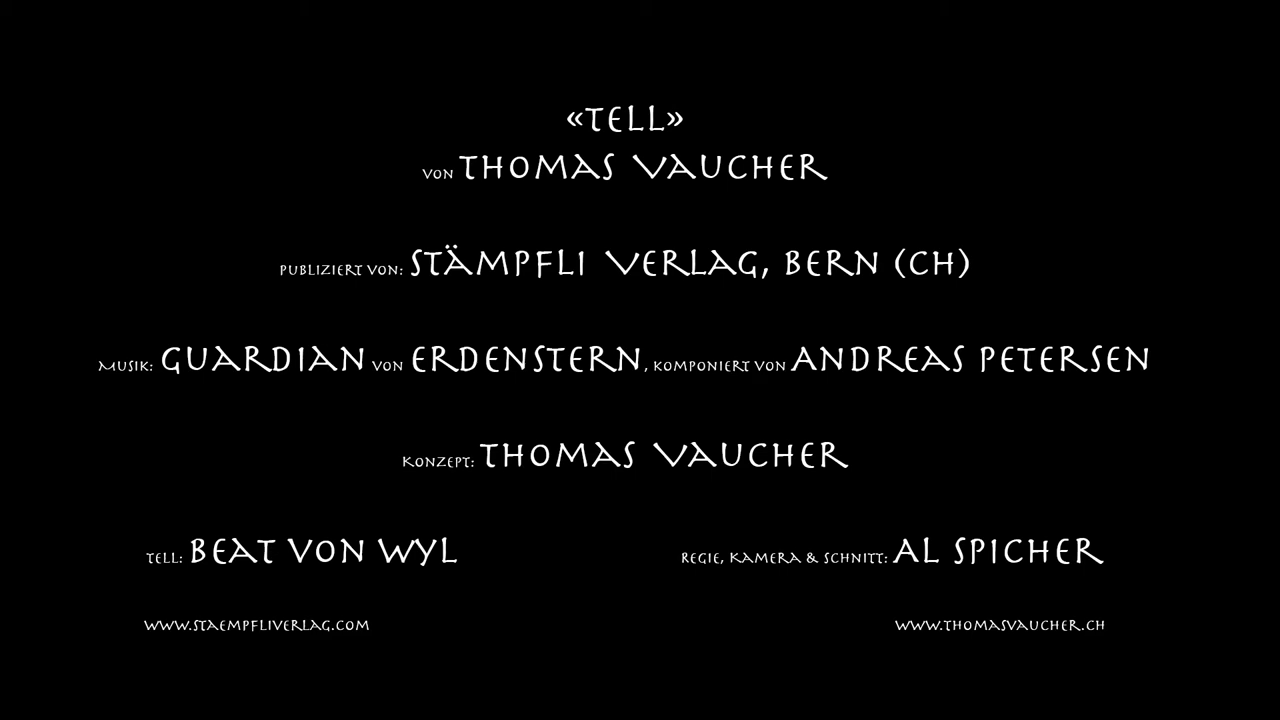 «TELL»
VON THOMAS VAUCHER
PUBLIZIERT VON: STÄMPFLI VERLAG, BERN (CH)
MUSIK: GUARDIAN VON ERDENSTERN, KOMPONIERT VON ANDREAS PETERSEN
KONZEPT: THOMAS VAUCHER
TELL: BEAT VON WYL REGIE, KAMERA & SCHNITT: AL SPICHER
WWW.STAEMPFLIVERLAG.COM WWW.THOMASVAUCHER.CH